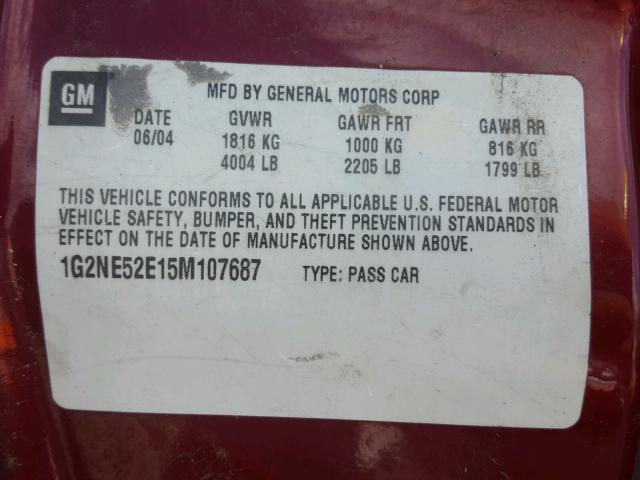 GM
MFD BY GENERAL MOTORS CORP
DATE GVWR GAWR FRT GAWR RR
06/04 1816 KG 1000 KG 816 KG
4004 LB 2205 LB 1799 LB
THIS VEHICLE CONFORMS TO ALL APPLICABLE U.S. FEDERAL MOTOR
VEHICLE SAFETY, BUMPER, AND THEFT PREVENTION STANDARDS IN
EFFECT ON THE DATE OF MANUFACTURE SHOWN ABOVE.
1G2NE52E15M107687 TYPE: PASS CAR